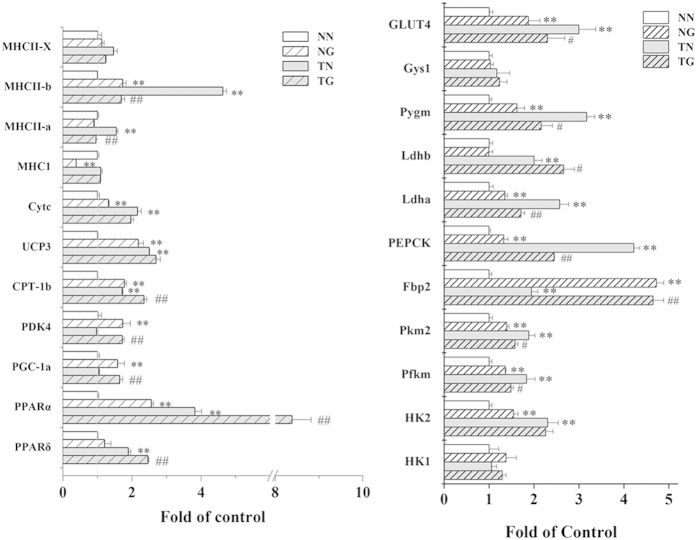 MHCII-X
MHCII-b
** 
**
##
MHCII-a
**
##
MHC1
**
Cytc
**
**
UCP3
**
**
CPT-1b
**
**
##
PDK4
**
##
PGC-1a
**
##
PPARα
**
**
##
PPARδ
**
##
NN
NG
TN
TG
0 2 4 6 8 10
Fold of control
GLUT4
**
**
#
Gys1
Pygm
**
**
#
Ldhb
**
#
Ldha
**
**
##
PEPCK
**
**
##
Fbp2
**
**
##
Pkm2
**
**
#
Pfkm
**
**
#
HK2
**
**
HK1
NN
NG
TN
TG
0 1 2 3 4 5
Fold of Control